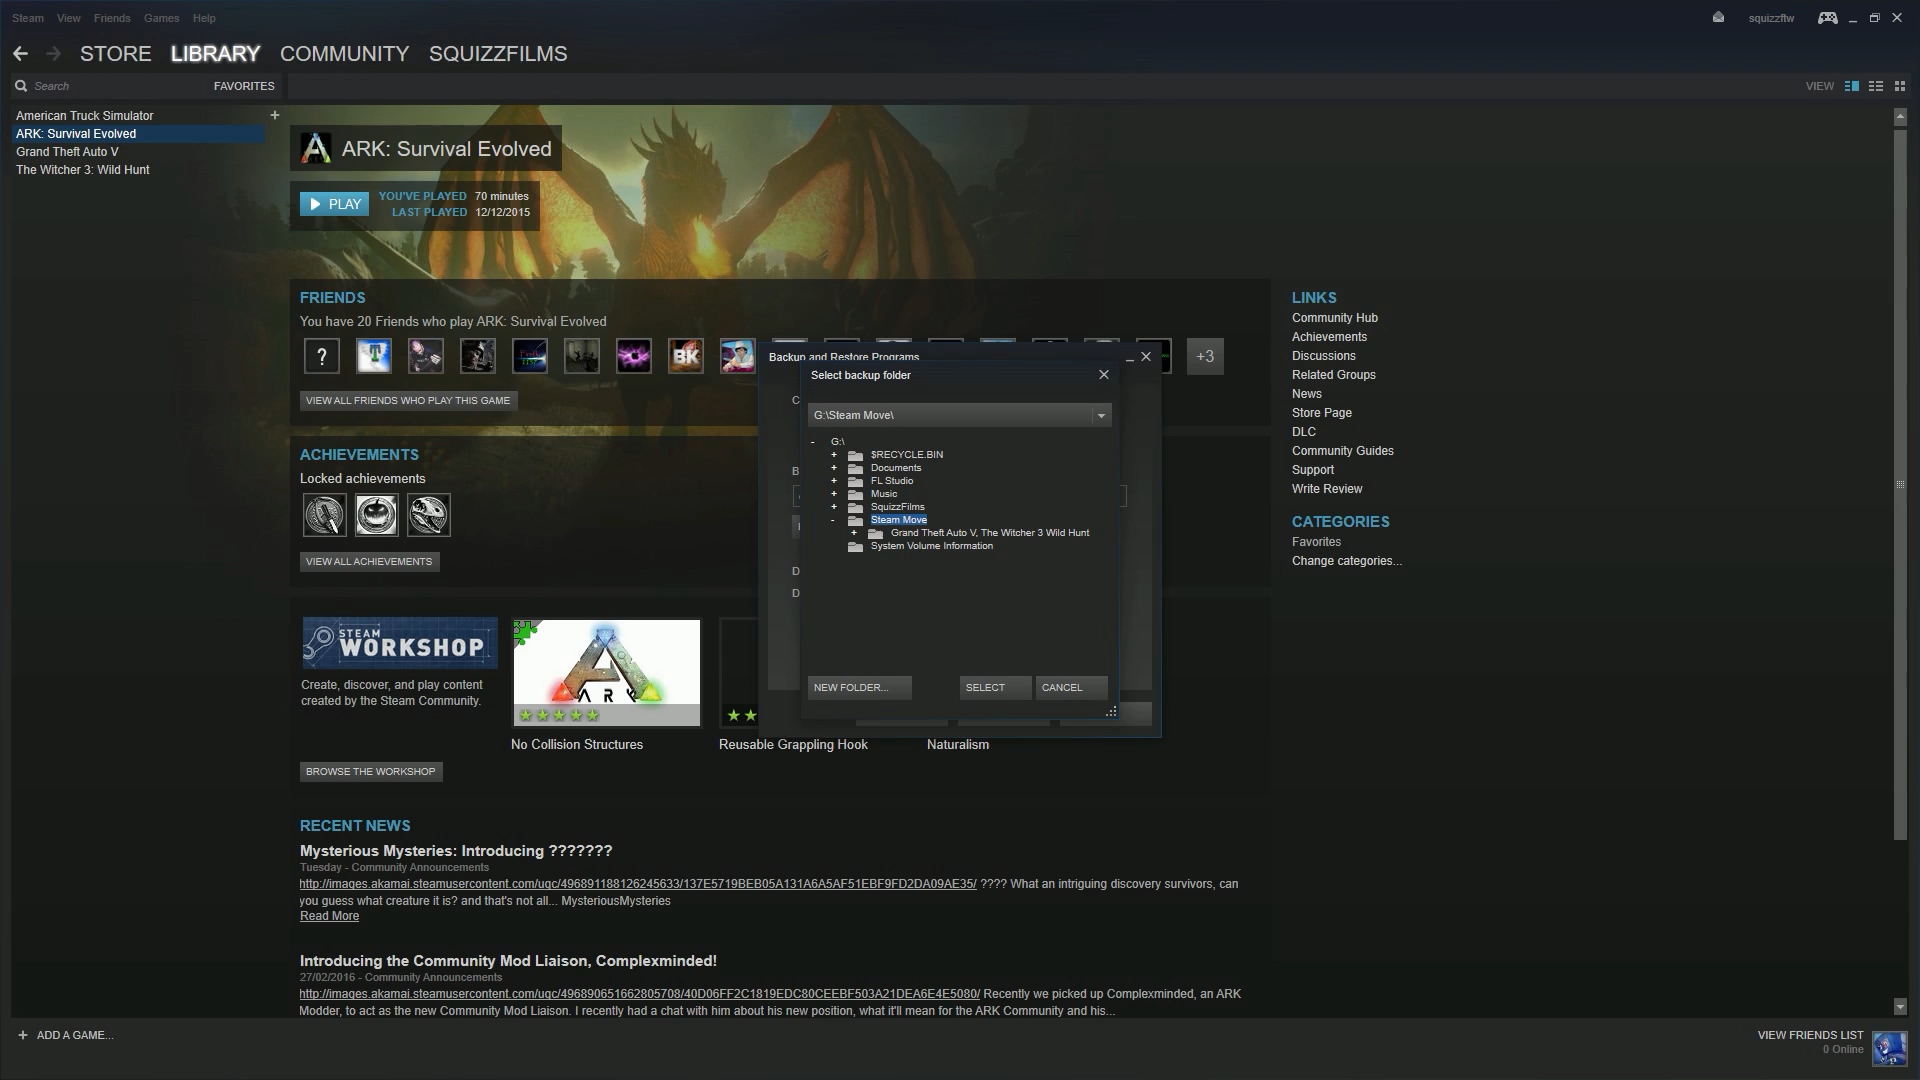 Steam View Friends Games Help
squizzftw
STORE LIBRARY COMMUNITY SQUIZZFILMS
Search FAVORITES
VIEW
American Truck Simulator
ARK: Survival Evolved
Grand Theft Auto V
The Witcher 3: Wild Hunt
ARK: Survival Evolved
PLAY
YOU'VE PLAYED 70 minutes
LAST PLAYED 12/12/2015
FRIENDS
You have 20 Friends who play ARK: Survival Evolved
?
BK
+3
VIEW ALL FRIENDS WHO PLAY THIS GAME
ACHIEVEMENTS
Locked achievements
VIEW ALL ACHIEVEMENTS
STEAM
WORKSHOP
Create, discover, and play content
created by the Steam Community.
BROWSE THE WORKSHOP
ARK
No Collision Structures
Reusable Grappling Hook
Naturalism
Backup and Restore Programs
Select backup folder
G:\Steam Move\
- G:\
+ $RECYCLE.BIN
+ Documents
+ FL Studio
+ Music
+ SquizzFilms
- Steam Move
+ Grand Theft Auto V, The Witcher 3 Wild Hunt
System Volume Information
NEW FOLDER...
SELECT
CANCEL
LINKS
Community Hub
Achievements
Discussions
Related Groups
News
Store Page
DLC
Community Guides
Support
Write Review
CATEGORIES
Favorites
Change categories...
RECENT NEWS
Mysterious Mysteries: Introducing ???????
Tuesday - Community Announcements
http://images.akamai.steamusercontent.com/ugc/496891188126245633/137E5719BEB05A131A6A5AF51EBF9FD2DA09AE35/ ???? What an intriguing discovery survivors, can
you guess what creature it is? and that's not all... MysteriousMysteries
Read More
Introducing the Community Mod Liaison, Complexminded!
27/02/2016 - Community Announcements
http://images.akamai.steamusercontent.com/ugc/496890651662805708/40D06FF2C1819EDC80CEEBF503A21DEA6E4E5080/ Recently we picked up Complexminded, an ARK
Modder, to act as the new Community Mod Liaison. I recently had a chat with him about his new position, what it'll mean for the ARK Community and his...
+ ADD A GAME...
VIEW FRIENDS LIST
0 Online